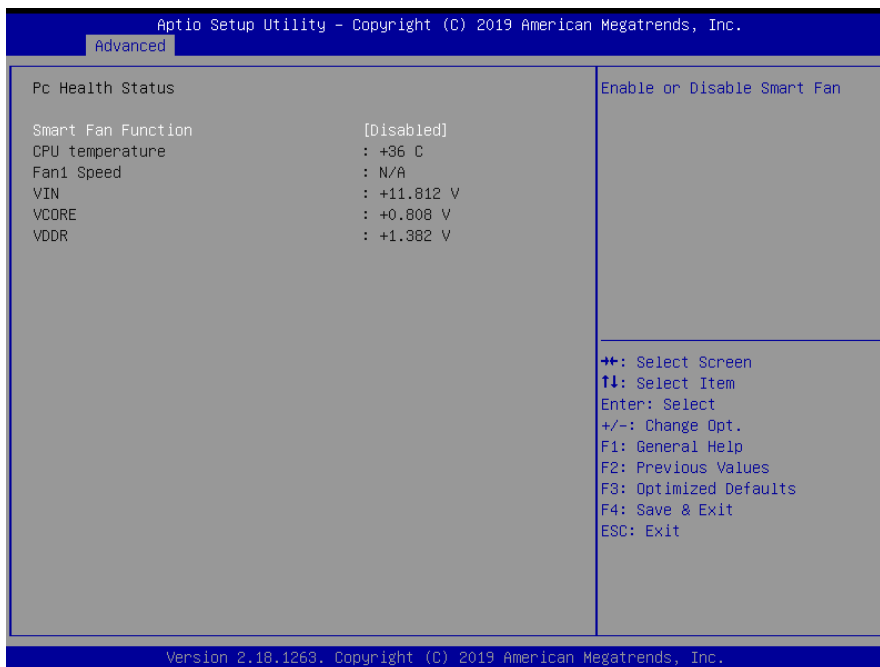 Aptio Setup Utility – Copyright (C) 2019 American Megatrends, Inc.
Advanced
Pc Health Status
Smart Fan Function [Disabled]
CPU temperature : +36 C
Fan1 Speed : N/A
VIN : +11.812 V
VCORE : +0.808 V
VDDR : +1.382 V
Enable or Disable Smart Fan
→←: Select Screen
↑↓: Select Item
Enter: Select
+/-: Change Opt.
F1: General Help
F2: Previous Values
F3: Optimized Defaults
F4: Save & Exit
ESC: Exit
Version 2.18.1263. Copyright (C) 2019 American Megatrends, Inc.